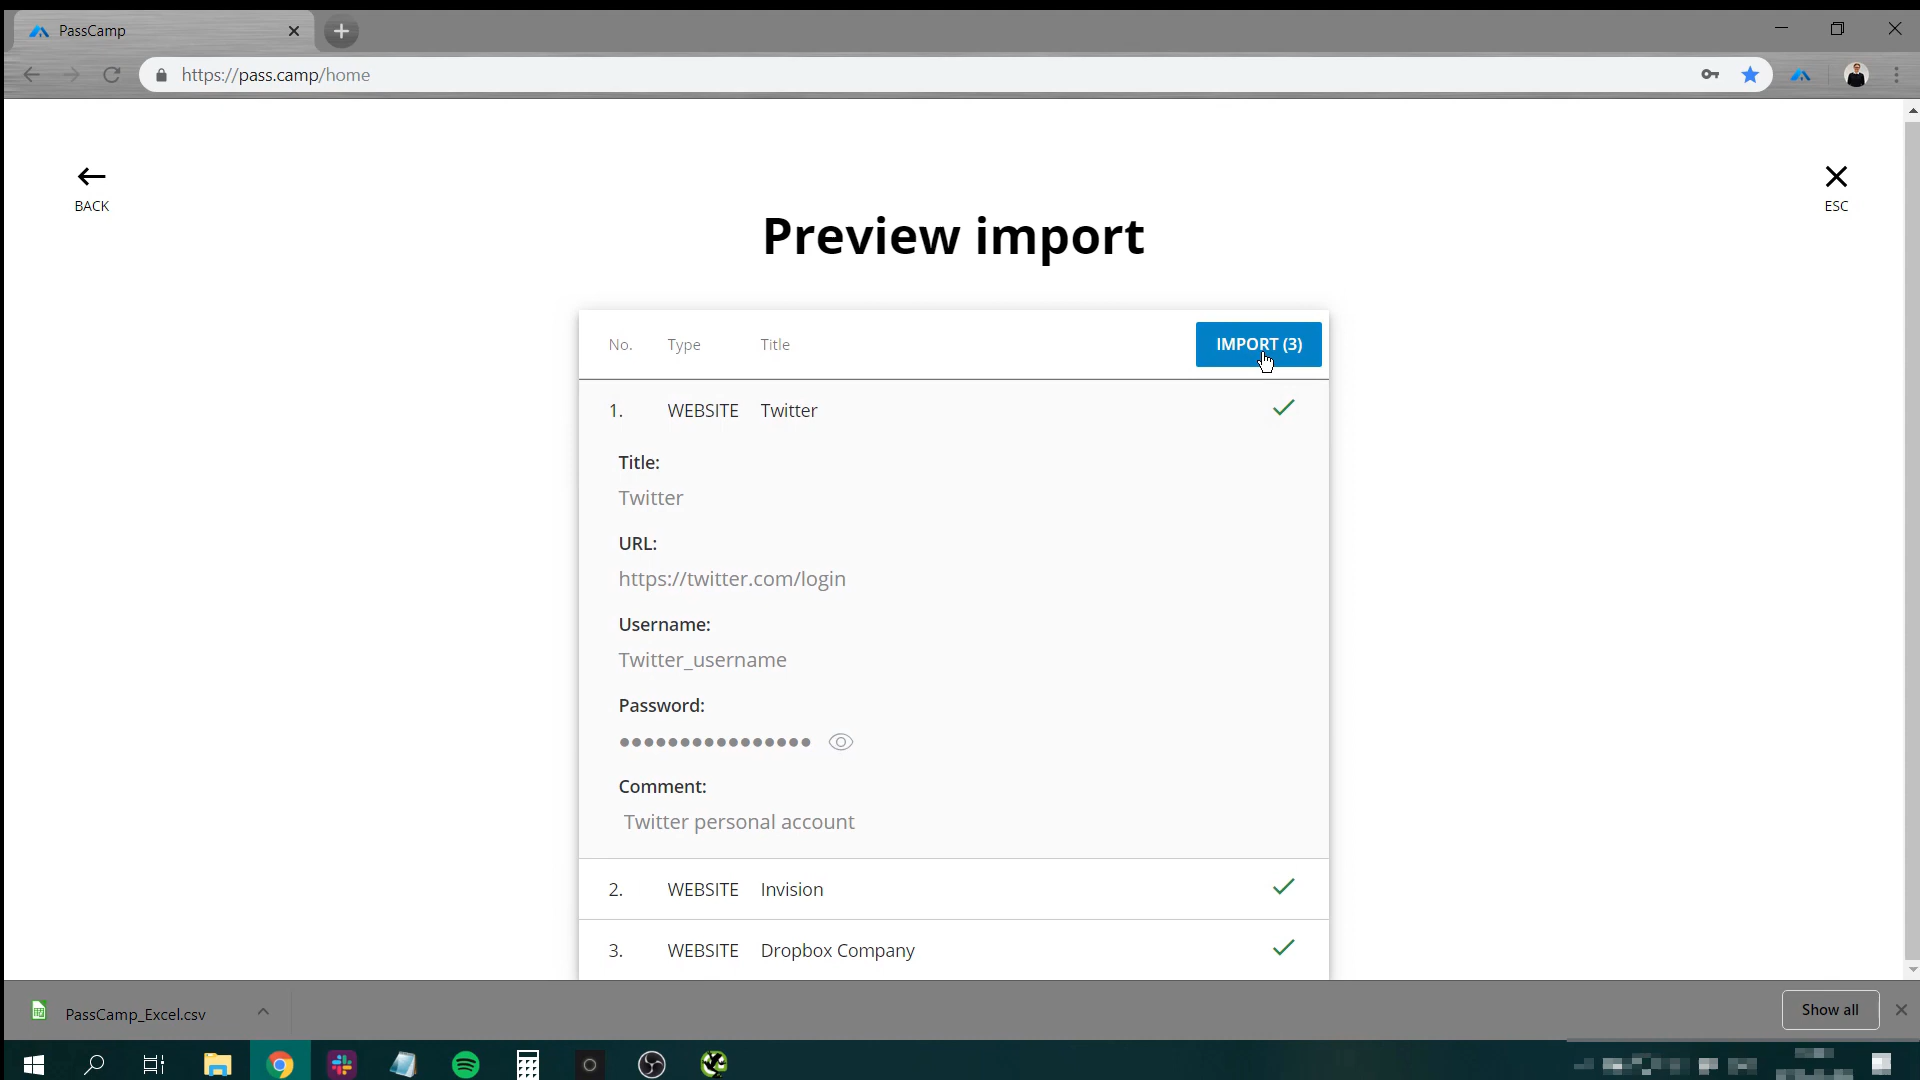 PassCamp
https://pass.camp/home
BACK
ESC
Preview import
No. Type Title IMPORT (3)
1. WEBSITE Twitter
Title:
Twitter
URL:
https://twitter.com/login
Username:
Twitter_username
Password:
Comment:
Twitter personal account
2. WEBSITE Invision
3. WEBSITE Dropbox Company
PassCamp_Excel.csv
Show all